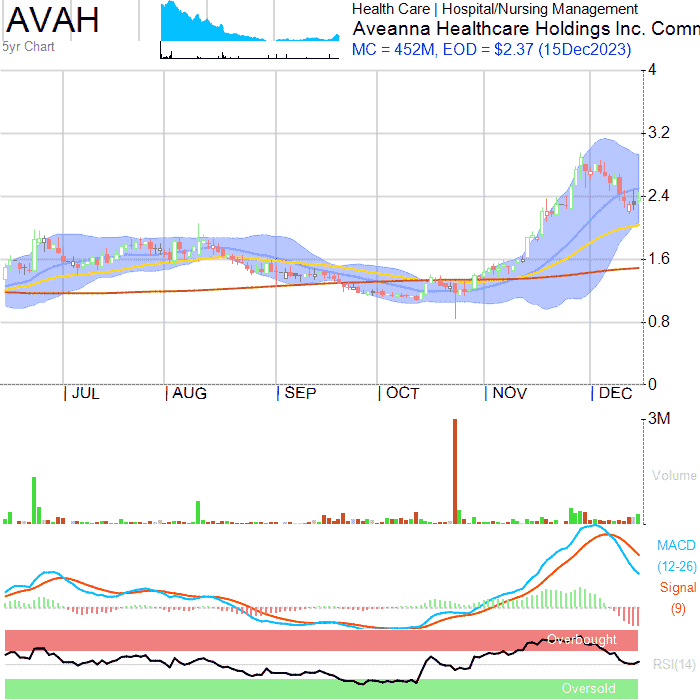 AVAH
5yr Chart
Health Care | Hospital/Nursing Management
Aveanna Healthcare Holdings Inc. Comn
MC = 452M, EOD = $2.37 (15Dec2023)
4
3.2
2.4
1.6
0.8
0
JUL AUG SEP OCT NOV DEC
3M
Volume
MACD
(12-26)
Signal
(9)
Overbought
RSI(14)
Oversold